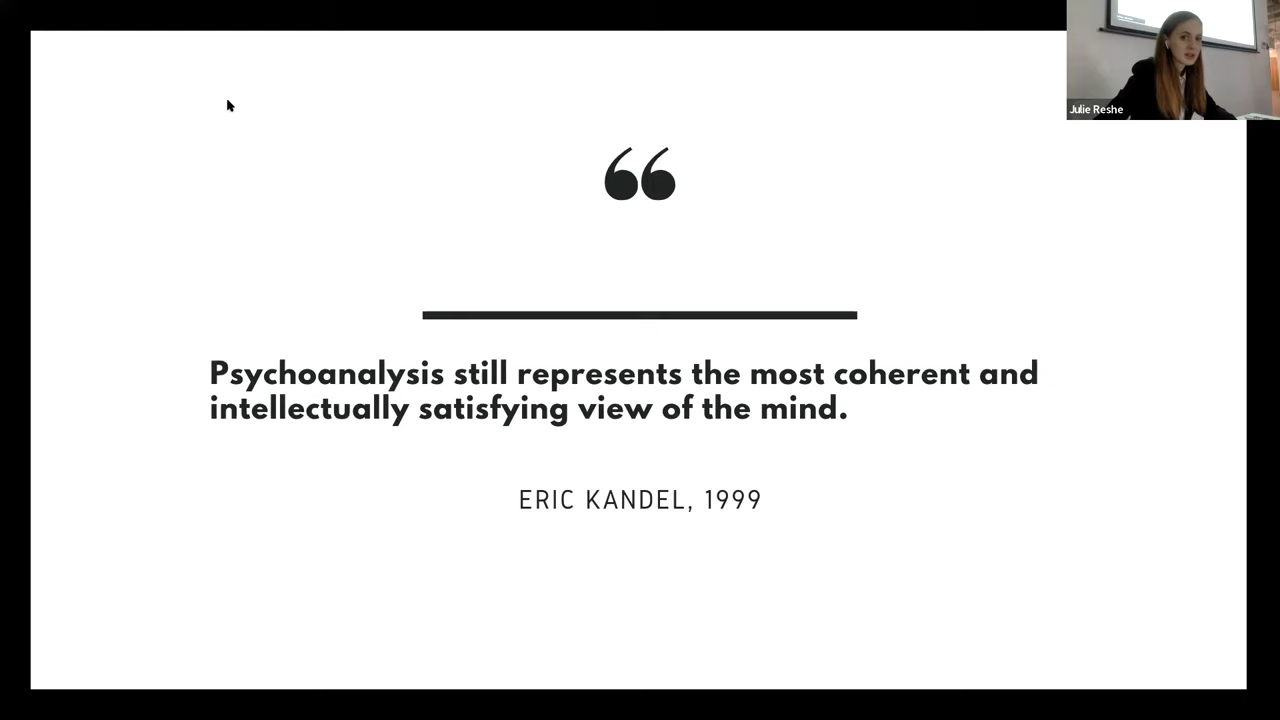 Julie Reshe
“
Psychoanalysis still represents the most coherent and
intellectually satisfying view of the mind.
ERIC KANDEL, 1999